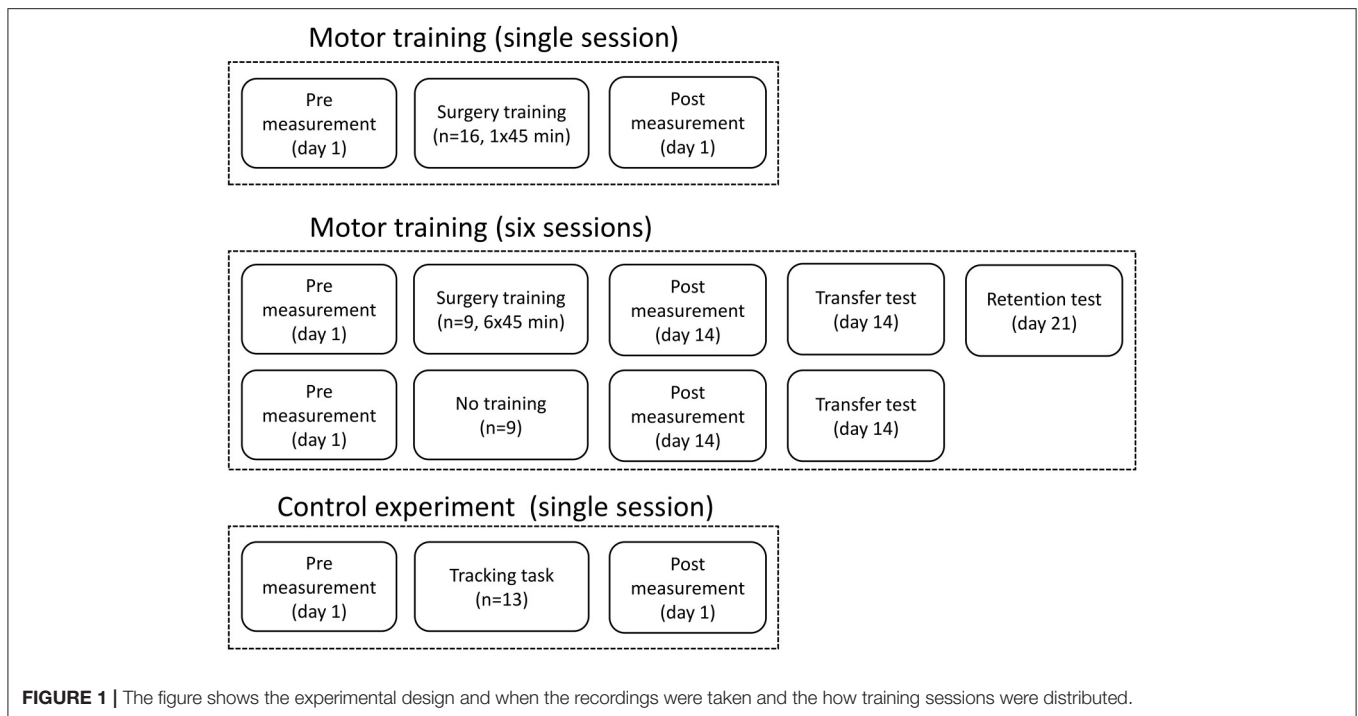 Motor training (single session)
Pre
measurement
(day 1)
Surgery training
(n=16, 1x45 min)
Post
measurement
(day 1)
Motor training (six sessions)
Pre
measurement
(day 1)
Surgery training
(n=9, 6x45 min)
Post
measurement
(day 14)
Transfer test
(day 14)
Retention test
(day 21)
Pre
measurement
(day 1)
No training
(n=9)
Post
measurement
(day 14)
Transfer test
(day 14)
Control experiment (single session)
Pre
measurement
(day 1)
Tracking task
(n=13)
Post
measurement
(day 1)
FIGURE 1 | The figure shows the experimental design and when the recordings were taken and the how training sessions were distributed.